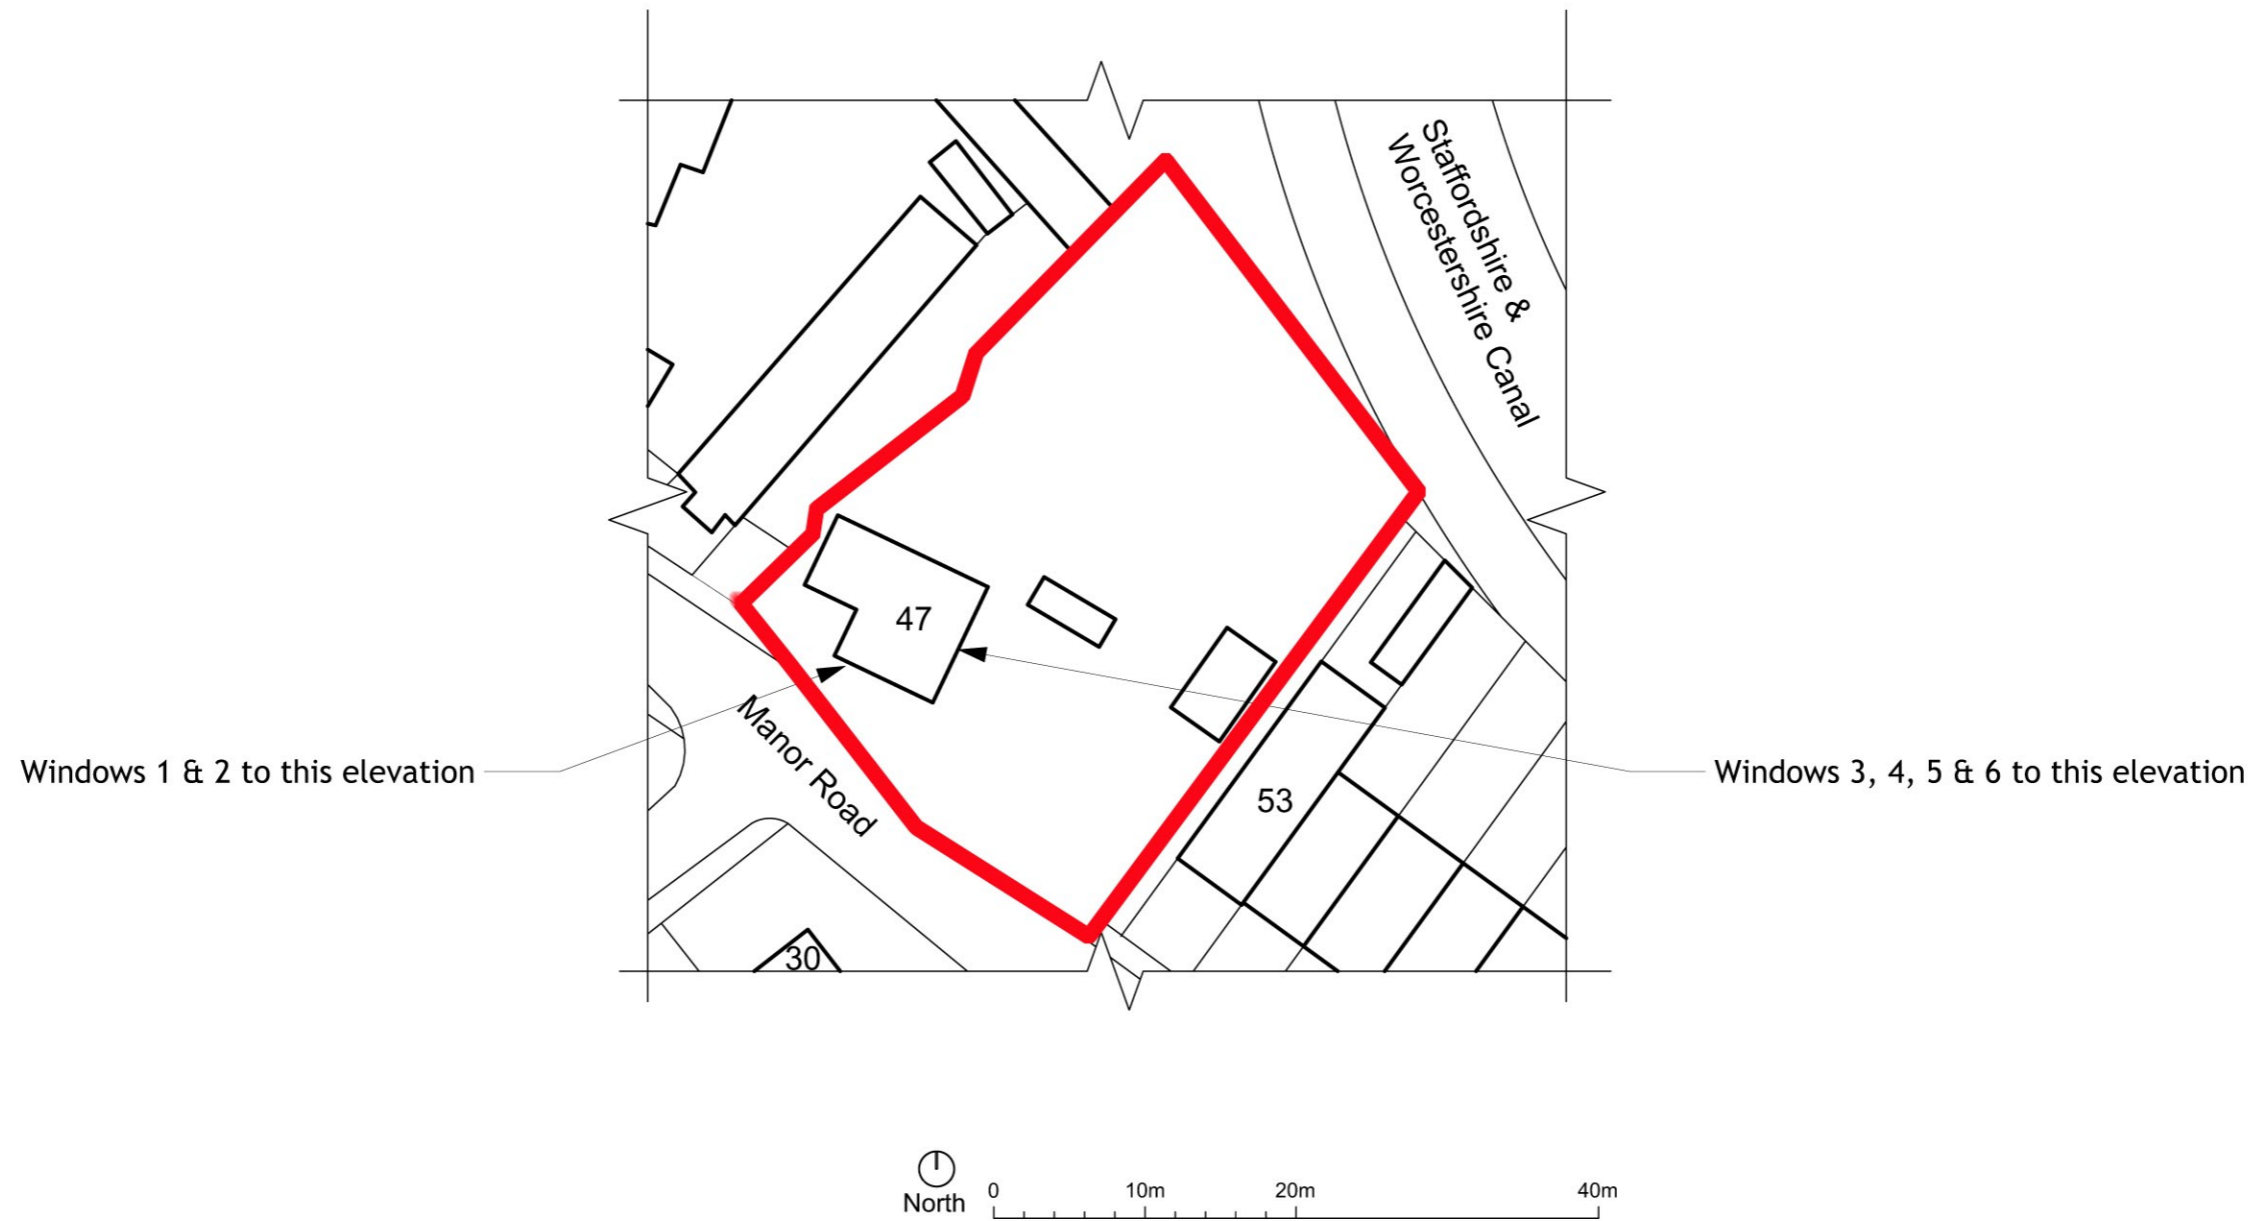 Staffordshire &
Worcestershire Canal
47
Manor Road
Windows 1 & 2 to this elevation
Windows 3, 4, 5 & 6 to this elevation
53
30
North
0 10m 20m 40m